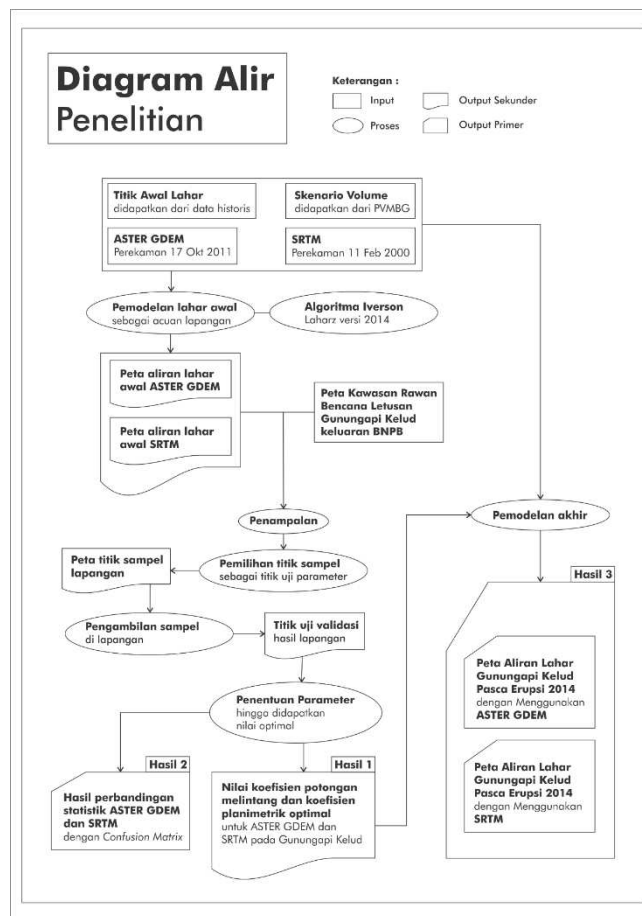 Diagram Alir
Penelitian
Keterangan :
Input
Output Sekunder
Proses
Output Primer
Titik Awal Lahar
didapatkan dari data historis
Skenario Volume
didapatkan dari PVMBG
ASTER GDEM
Perekaman 17 Okt 2011
SRTM
Perekaman 11 Feb 2000
Pemodelan lahar awal
sebagai acuan lapangan
Algoritma Iverson
Laharz versi 2014
Peta aliran lahar
awal ASTER GDEM
Peta aliran lahar
awal SRTM
Peta Kawasan Rawan
Bencana Letusan
Gunungapi Kelud
keluaran BNPB
Penampalan
Pemodelan akhir
Pemilihan titik sampel
sebagai titik uji parameter
Peta titik sampel
lapangan
Pengambilan sampel
di lapangan
Titik uji validasi
hasil lapangan
Penentuan Parameter
hingga didapatkan
nilai optimal
Hasil 2
Hasil perbandingan
statistik ASTER GDEM
dan SRTM
dengan Confusion Matrix
Hasil 1
Nilai koefisien potongan
melintang dan koefisien
planimetrik optimal
untuk ASTER GDEM dan
SRTM pada Gunungapi Kelud
Hasil 3
Peta Aliran Lahar
Gunungapi Kelud
Pasca Erupsi 2014
dengan Menggunakan
ASTER GDEM
Peta Aliran Lahar
Gunungapi Kelud
Pasca Erupsi 2014
dengan Menggunakan
SRTM